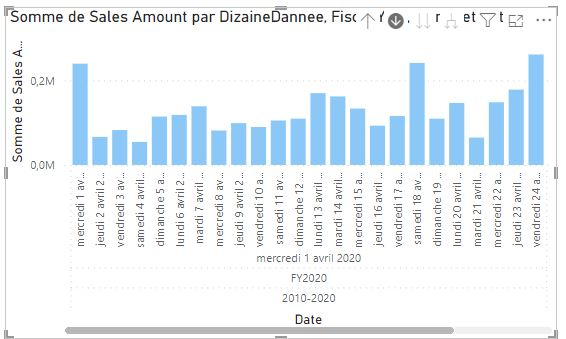 Somme de Sales Amount par DizaineDannee, Fisc
Somme de Sales A...
0,2M
0,0M
mercredi 1 av...
jeudi 2 avril 2...
vendredi 3 av...
samedi 4 avril...
dimanche 5 a...
lundi 6 avril 2...
mardi 7 avril ...
mercredi 8 av...
jeudi 9 avril 2...
vendredi 10 a...
samedi 11 av...
dimanche 12 ...
lundi 13 avril ...
mardi 14 avril...
mercredi 15 a...
jeudi 16 avril ...
vendredi 17 a...
samedi 18 av...
dimanche 19 ...
lundi 20 avril ...
mardi 21 avril...
mercredi 22 a...
jeudi 23 avril ...
vendredi 24 a...
mercredi 1 avril 2020
FY2020
2010-2020
Date